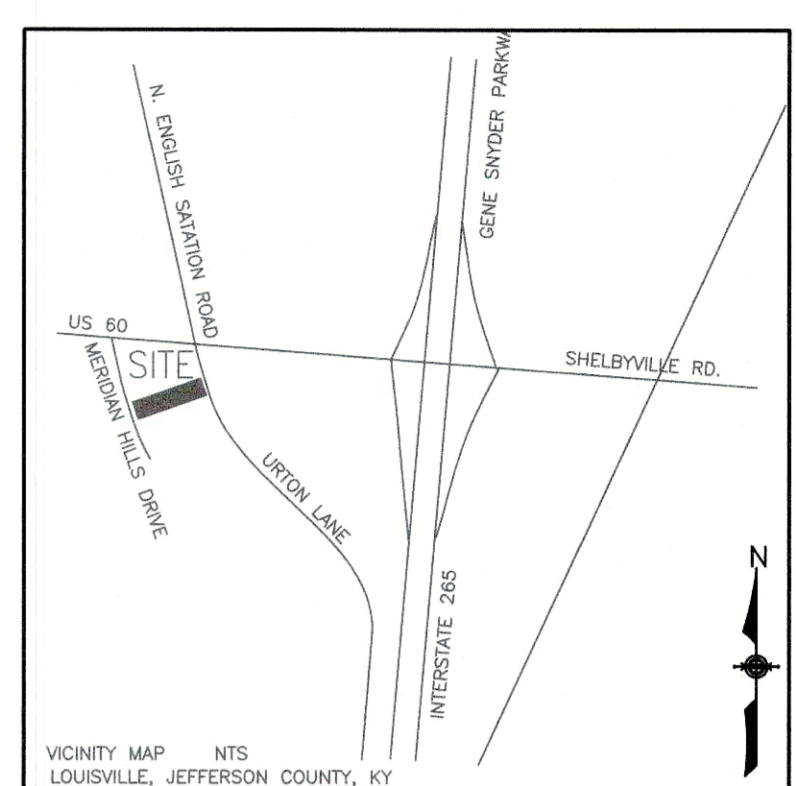 GENE SNYDER PARKWA
N. ENGLISH SATATION ROAD
US 60
SITE
SHELBYVILLE RD.
MERIDIAN HILLS DRIVE
URTON LANE
INTERSTATE 265
N
VICINITY MAP NTS
LOUISVILLE, JEFFERSON COUNTY, KY